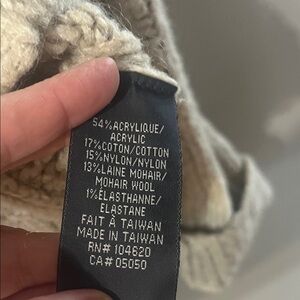 54%ACRYLIQUE/
ACRYLIC
17%COTON/COTTON
15%NYLON/NYLON
13%LAINE MOHAIR/
MOHAIR WOOL
1%ÉLASTHANNE/
ELASTANE
FAIT À TAIWAN
MADE IN TAIWAN
RN# 104620
CA# 05050